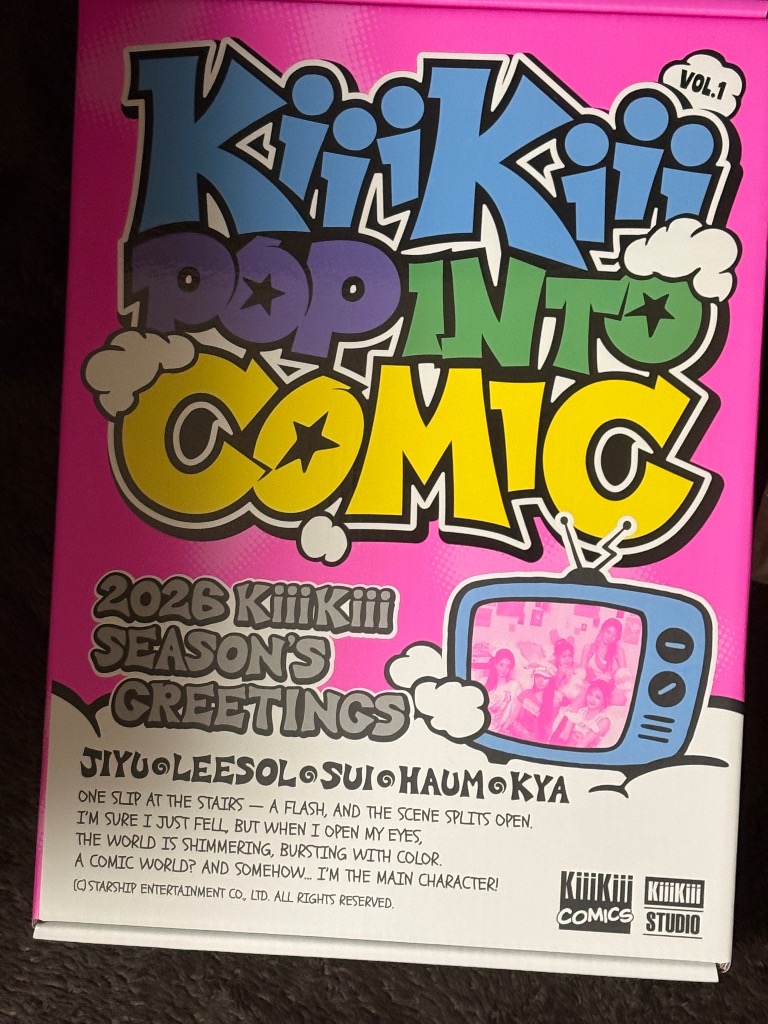 VOL.1
KiiiKiii
POP INTO
COMIC
2026 KiiiKiii
SEASON'S
GREETINGS
JIYU LEESOL SUI HAUM KYA
ONE SLIP AT THE STAIRS — A FLASH, AND THE SCENE SPLITS OPEN.
I'M SURE I JUST FELL, BUT WHEN I OPEN MY EYES,
THE WORLD IS SHIMMERING, BURSTING WITH COLOR.
A COMIC WORLD? AND SOMEHOW... I'M THE MAIN CHARACTER!
(C)STARSHIP ENTERTAINMENT CO., LTD. ALL RIGHTS RESERVED.
KiiiKiii
COMICS
KiiiKiii
STUDIO